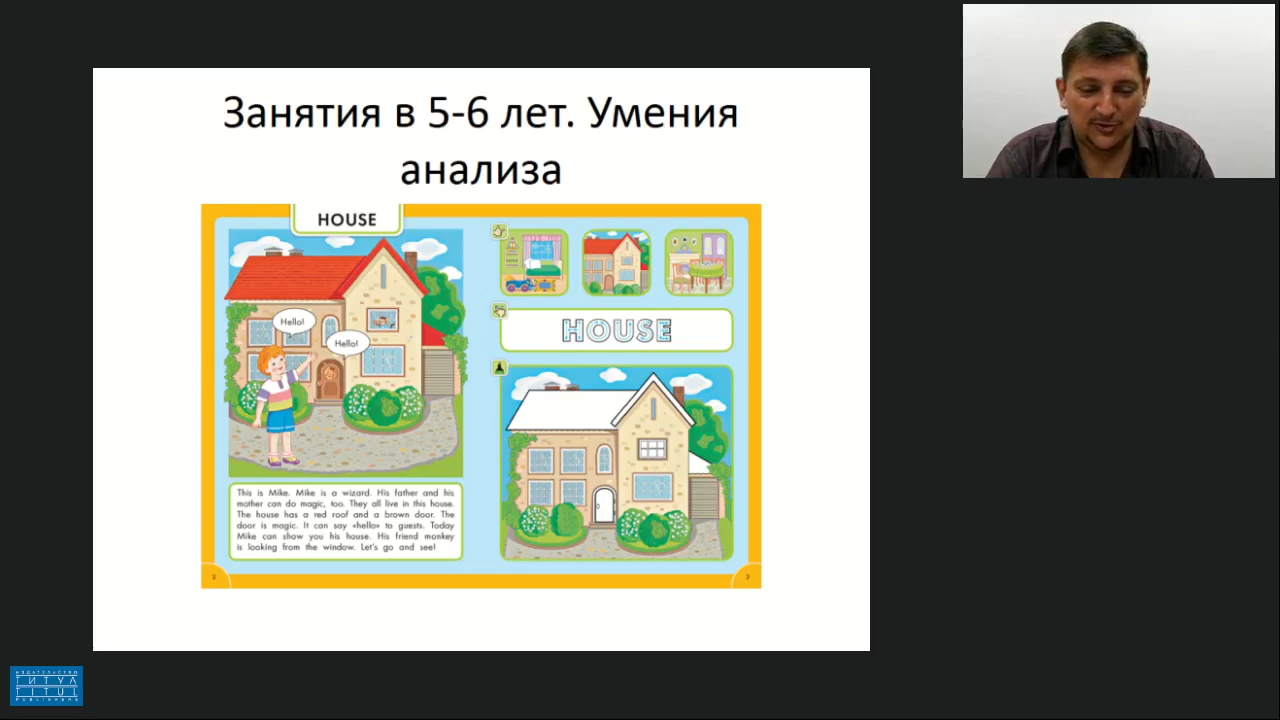 Занятия в 5-6 лет. Умения
анализа
HOUSE
Hello!
Hello!
This is Mike. Mike is a wizard. His father and his
mother can do magic, too. They all live in this house.
The house has a red roof and a brown door. The
door is magic. It can say «hello» to guests. Today
Mike can show you his house. His friend monkey
is looking from the window. Let's go and see!
2
HOUSE
3
ИЗДАТЕЛЬСТВО
ТИТУЛ
TITUL
PUBLISHERS